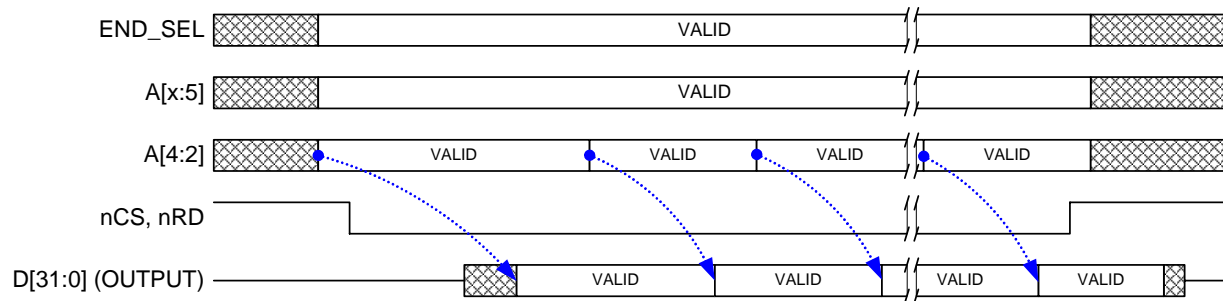 END_SEL VALID
A[x:5] VALID
A[4:2] VALID VALID VALID VALID
nCS, nRD
D[31:0] (OUTPUT) VALID VALID VALID VALID